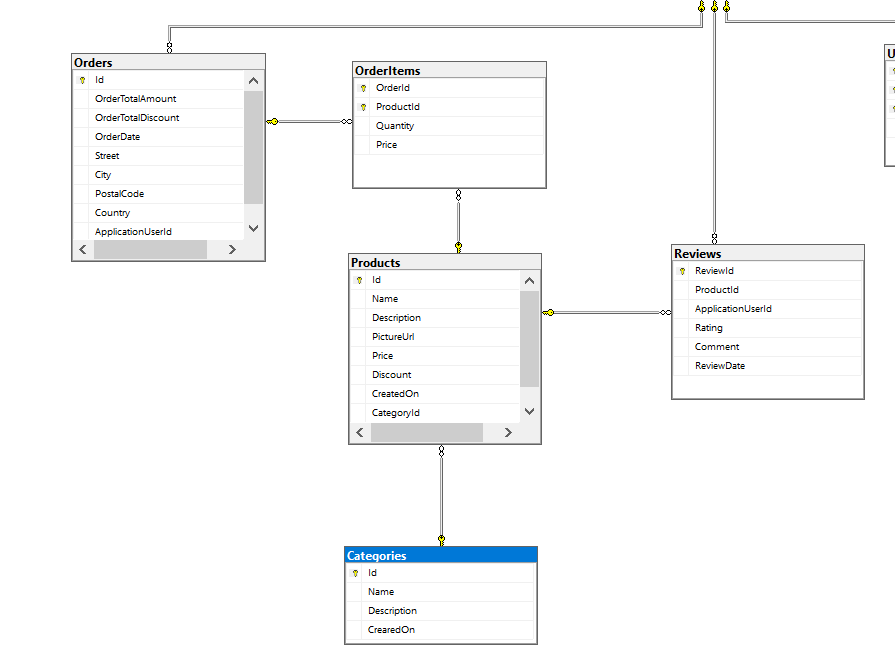 Orders
Id
OrderTotalAmount
OrderTotalDiscount
OrderDate
Street
City
PostalCode
Country
ApplicationUserId
OrderItems
OrderId
ProductId
Quantity
Price
U
Products
Id
Name
Description
PictureUrl
Price
Discount
CreatedOn
CategoryId
Reviews
ReviewId
ProductId
ApplicationUserId
Rating
Comment
ReviewDate
Categories
Id
Name
Description
CrearedOn